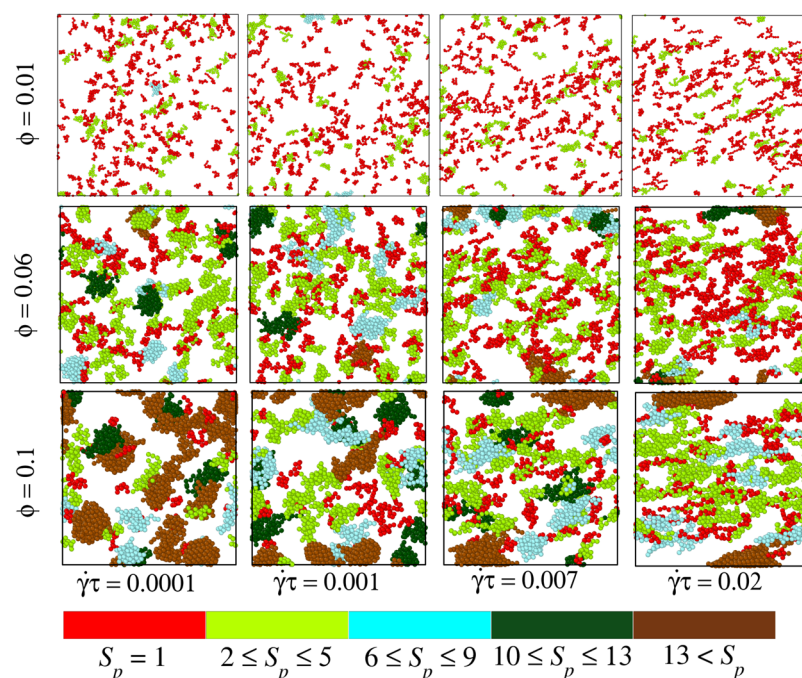 ϕ = 0.01
ϕ = 0.06
ϕ = 0.1
γ̇τ = 0.0001 γ̇τ = 0.001 γ̇τ = 0.007 γ̇τ = 0.02
S_p = 1 2 ≤ S_p ≤ 5 6 ≤ S_p ≤ 9 10 ≤ S_p ≤ 13 13 < S_p